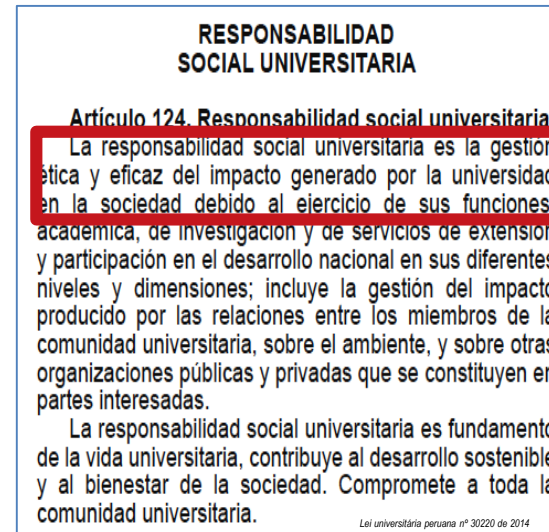 RESPONSABILIDAD
SOCIAL UNIVERSITARIA
Artículo 124. Responsabilidad social universitaria
La responsabilidad social universitaria es la gestión
ética y eficaz del impacto generado por la universidad
en la sociedad debido al ejercicio de sus funciones
académica, de investigación y de servicios de extensión
y participación en el desarrollo nacional en sus diferentes
niveles y dimensiones; incluye la gestión del impacto
producido por las relaciones entre los miembros de la
comunidad universitaria, sobre el ambiente, y sobre otras
organizaciones públicas y privadas que se constituyen en
partes interesadas.
La responsabilidad social universitaria es fundamento
de la vida universitaria, contribuye al desarrollo sostenible
y al bienestar de la sociedad. Compromete a toda la
comunidad universitaria.
Lei universitária peruana nº 30220 de 2014